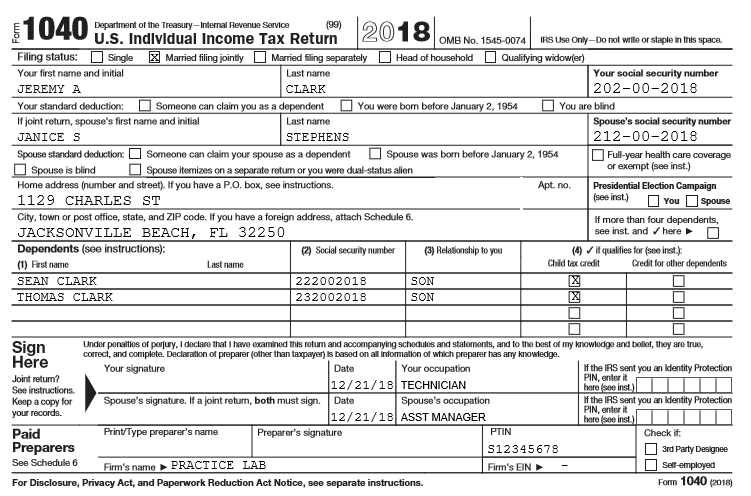 Form 1040 Department of the Treasury—Internal Revenue Service (99) U.S. Individual Income Tax Return 2018 OMB No. 1545-0074 IRS Use Only—Do not write or staple in this space.
Filing status: Single X Married filing jointly Married filing separately Head of household Qualifying widow(er)
Your first name and initial Last name Your social security number
JEREMY A CLARK 202-00-2018
Your standard deduction: Someone can claim you as a dependent You were born before January 2, 1954 You are blind
If joint return, spouse's first name and initial Last name Spouse's social security number
JANICE S STEPHENS 212-00-2018
Spouse standard deduction: Someone can claim your spouse as a dependent Spouse was born before January 2, 1954 Full-year health care coverage
Spouse is blind Spouse itemizes on a separate return or you were dual-status alien or exempt (see inst.)
Home address (number and street). If you have a P.O. box, see instructions. Apt. no. Presidential Election Campaign
1129 CHARLES ST (see inst.) You Spouse
City, town or post office, state, and ZIP code. If you have a foreign address, attach Schedule 6. If more than four dependents,
JACKSONVILLE BEACH, FL 32250 see inst. and ✓ here ►
Dependents (see instructions): (2) Social security number (3) Relationship to you (4) ✓ if qualifies for (see inst.):
(1) First name Last name Child tax credit Credit for other dependents
SEAN CLARK 222002018 SON X
THOMAS CLARK 232002018 SON X
Sign Here Under penalties of perjury, I declare that I have examined this return and accompanying schedules and statements, and to the best of my knowledge and belief, they are true,
correct, and complete. Declaration of preparer (other than taxpayer) is based on all information of which preparer has any knowledge.
Joint return? See instructions. Keep a copy for your records.
Your signature Date Your occupation If the IRS sent you an Identity Protection PIN, enter it here (see inst.)
12/21/18 TECHNICIAN
Spouse's signature. If a joint return, both must sign. Date Spouse's occupation If the IRS sent you an Identity Protection PIN, enter it here (see inst.)
12/21/18 ASST MANAGER
Paid Preparers See Schedule 6 Print/Type preparer's name Preparer's signature PTIN Check if:
S12345678 3rd Party Designee
Self-employed
Firm's name ► PRACTICE LAB Firm's EIN ► –
For Disclosure, Privacy Act, and Paperwork Reduction Act Notice, see separate instructions. Form 1040 (2018)